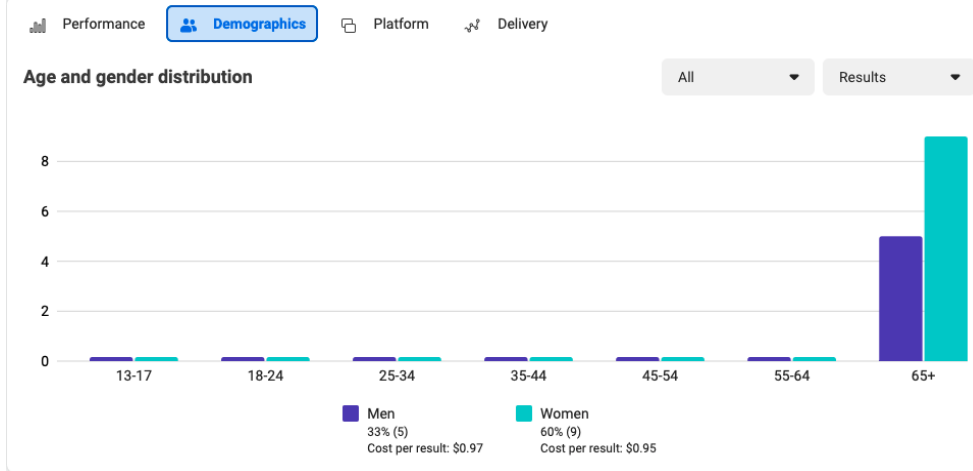 Performance Demographics Platform Delivery
Age and gender distribution All Results
8
6
4
2
0
13-17 18-24 25-34 35-44 45-54 55-64 65+
Men Women
33% (5) 60% (9)
Cost per result: $0.97 Cost per result: $0.95